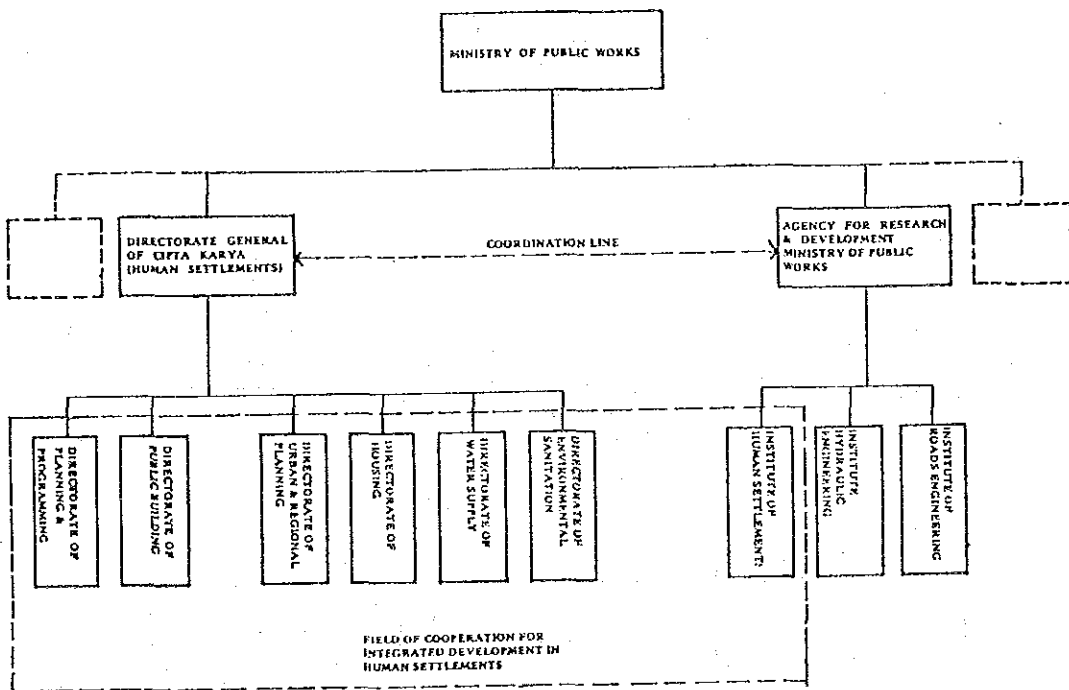 MINISTRY OF PUBLIC WORKS
DIRECTORATE GENERAL
OF CIPTA KARYA
(HUMAN SETTLEMENTS)
COORDINATION LINE
AGENCY FOR RESEARCH
& DEVELOPMENT
MINISTRY OF PUBLIC
WORKS
DIRECTORATE OF
PLANNING &
PROGRAMMING
DIRECTORATE OF
PUBLIC BUILDING
DIRECTORATE OF
URBAN & REGIONAL
PLANNING
DIRECTORATE OF
HOUSING
DIRECTORATE OF
WATER SUPPLY
DIRECTORATE OF
ENVIRONMENTAL
SANITATION
INSTITUTE OF
HUMAN SETTLEMENTS
INSTITUTE
HYDRAULIC
ENGINEERING
INSTITUTE OF
ROADS ENGINEERING
FIELD OF COOPERATION FOR
INTEGRATED DEVELOPMENT IN
HUMAN SETTLEMENTS